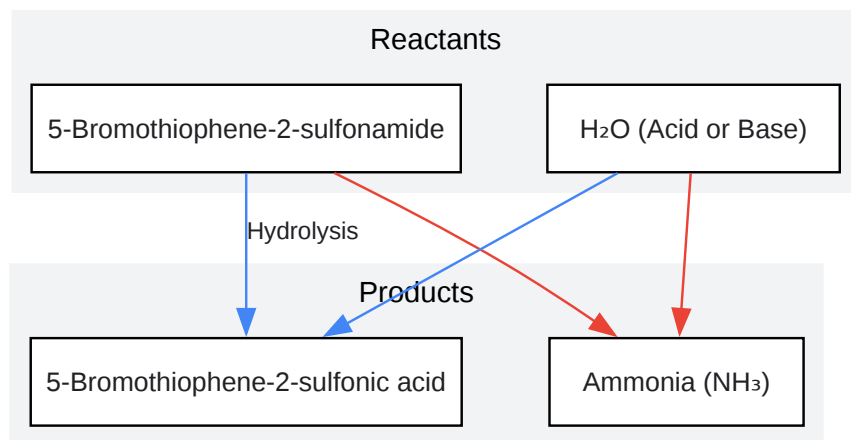 Reactants
5-Bromothiophene-2-sulfonamide
H₂O (Acid or Base)
Hydrolysis
Products
5-Bromothiophene-2-sulfonic acid
Ammonia (NH₃)